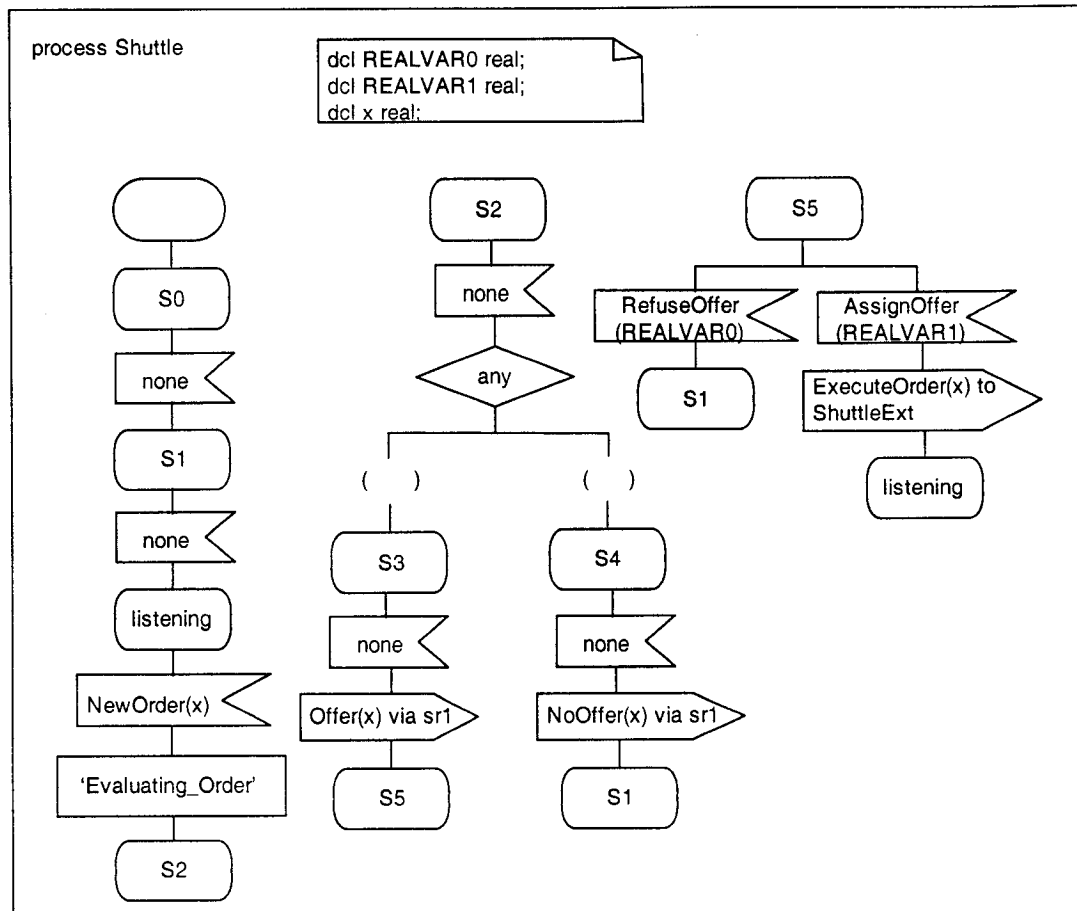 process Shuttle
dcl REALVAR0 real;
dcl REALVAR1 real;
dcl x real;
S0
none
S1
none
listening
NewOrder(x)
‘Evaluating_Order’
S2
S2
none
any
( )
( )
S3
none
Offer(x) via sr1
S5
S4
none
NoOffer(x) via sr1
S1
S5
RefuseOffer
(REALVAR0)
S1
AssignOffer
(REALVAR1)
ExecuteOrder(x) to
ShuttleExt
listening